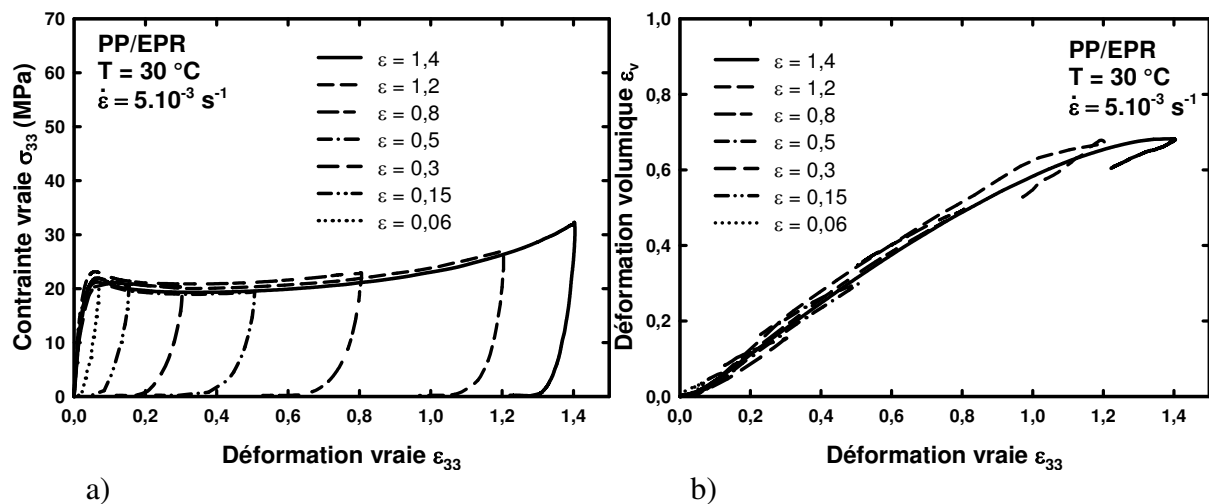 PP/EPR
T = 30 °C
ε̇ = 5.10⁻³ s⁻¹
ε = 1,4
ε = 1,2
ε = 0,8
ε = 0,5
ε = 0,3
ε = 0,15
ε = 0,06
Contrainte vraie σ₃₃ (MPa)
70
60
50
40
30
20
10
0
0,0 0,2 0,4 0,6 0,8 1,0 1,2 1,4
Déformation vraie ε₃₃
a)
PP/EPR
T = 30 °C
ε̇ = 5.10⁻³ s⁻¹
ε = 1,4
ε = 1,2
ε = 0,8
ε = 0,5
ε = 0,3
ε = 0,15
ε = 0,06
Déformation volumique εᵥ
1,0
0,8
0,6
0,4
0,2
0,0
0,0 0,2 0,4 0,6 0,8 1,0 1,2 1,4
Déformation vraie ε₃₃
b)